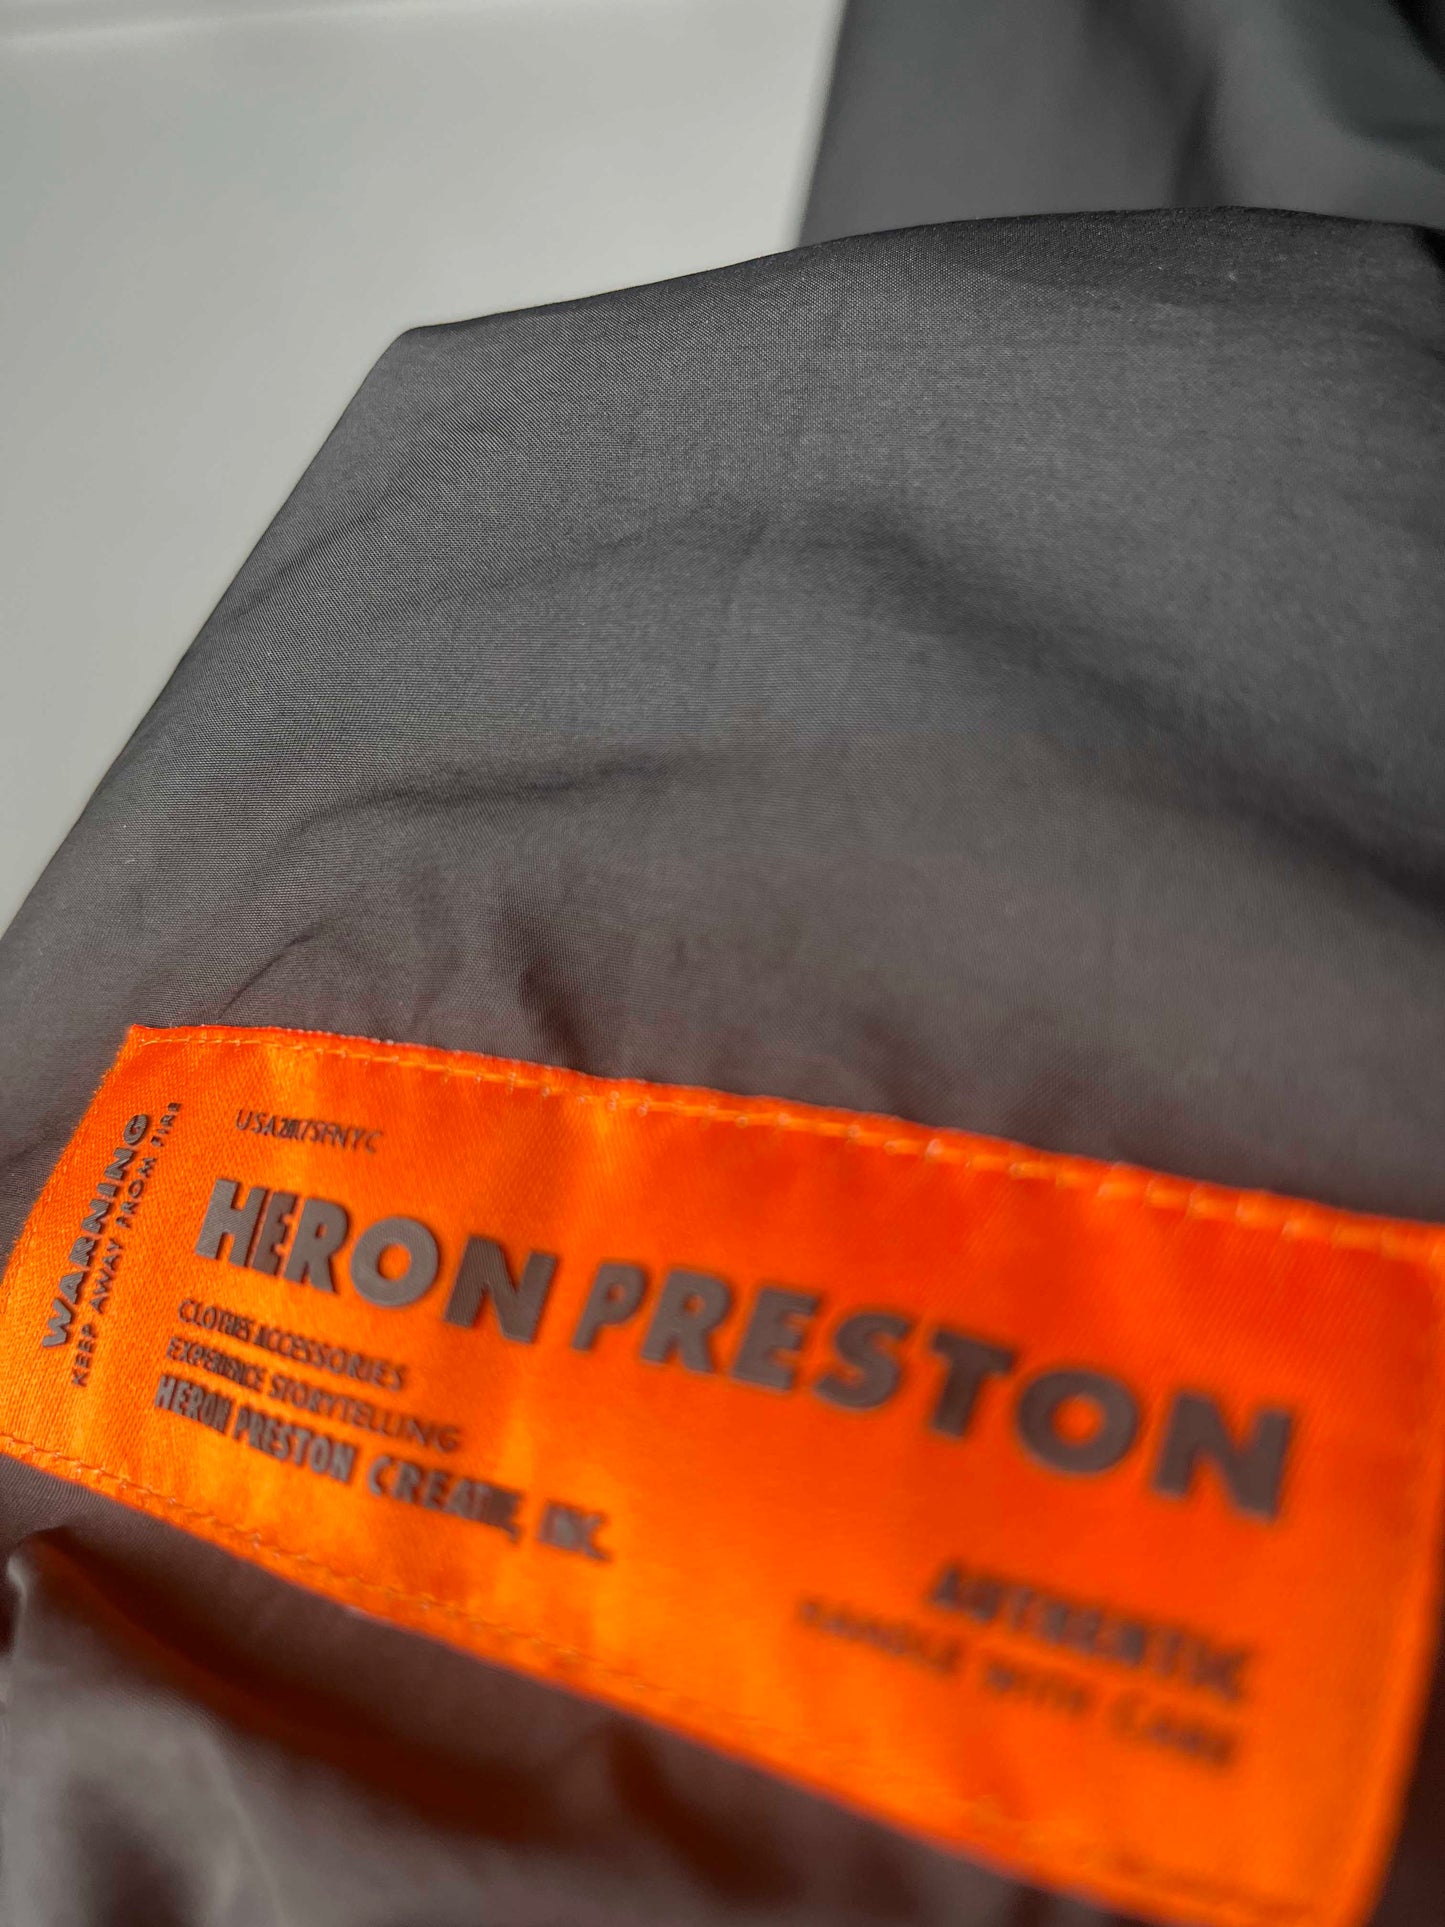 WARNING
KEEP AWAY FROM FIRE
HERON PRESTON
CLOTHES ACCESSORIES
EXPERIENCE STORYTELLING
HERON PRESTON CREATIVE, INC.
AUTHENTIC
HANDLE WITH CARE